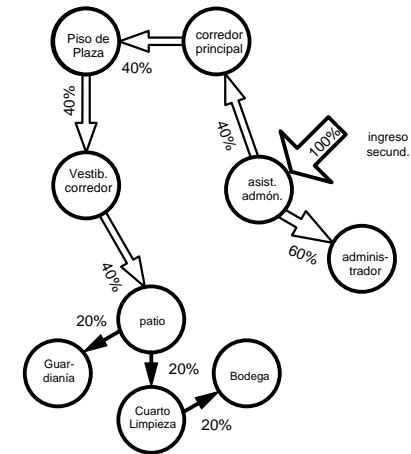 Piso de
Plaza
corredor
principal
40%
40%
40%
100%
ingreso
secund.
Vestib.
corredor
asist.
admón.
60%
adminis-
trador
40%
patio
20%
20%
Guar-
dianía
Bodega
Cuarto
Limpieza
20%